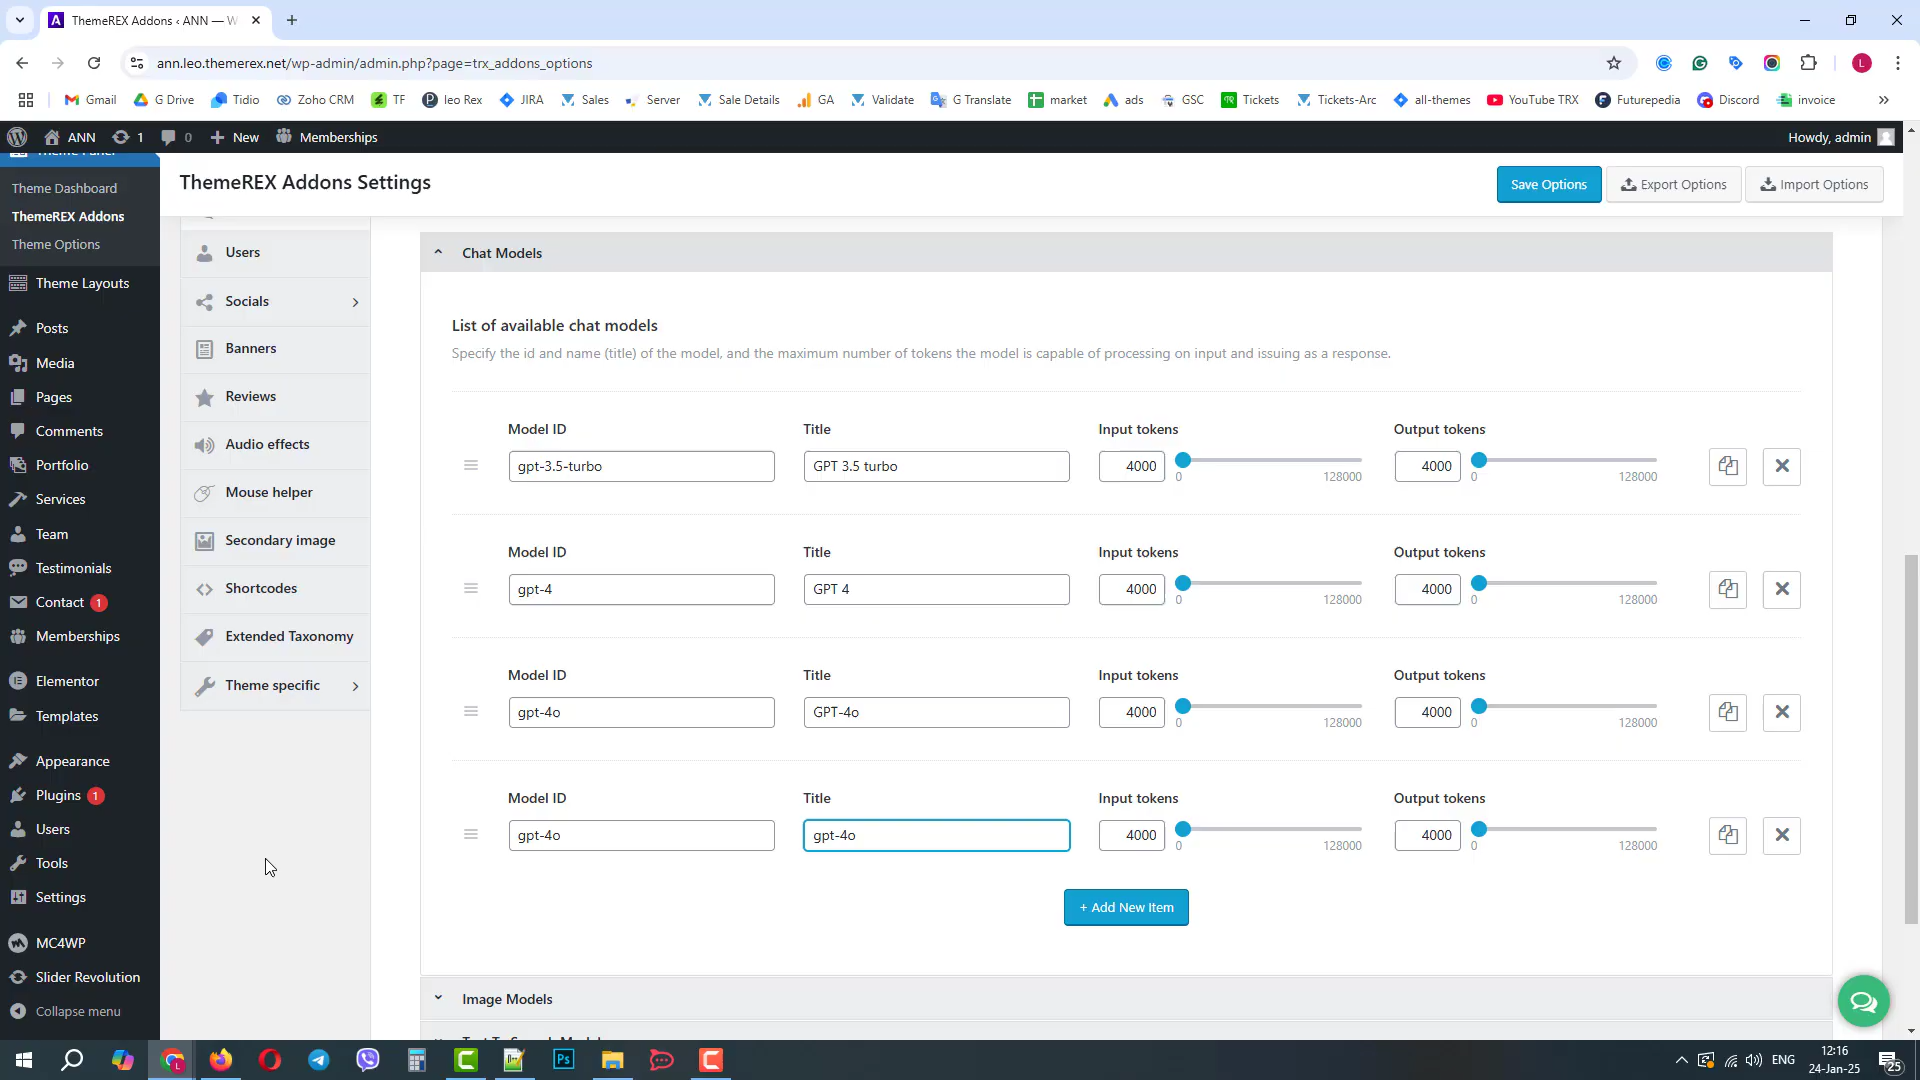 ThemeREX Addons ‹ ANN — W
ann.leo.themerex.net/wp-admin/admin.php?page=trx_addons_options
L
Gmail
G Drive
Tidio
Zoho CRM
TF
leo Rex
JIRA
Sales
Server
Sale Details
GA
Validate
G Translate
market
ads
GSC
Tickets
Tickets-Arc
all-themes
YouTube TRX
Futurepedia
Discord
invoice
ANN
1
0
New
Memberships
Howdy, admin
Theme Dashboard
ThemeREX Addons
Theme Options
Theme Layouts
Posts
Media
Pages
Comments
Portfolio
Services
Team
Testimonials
Contact 1
Memberships
Elementor
Templates
Appearance
Plugins 1
Users
Tools
Settings
MC4WP
Slider Revolution
Collapse menu
ThemeREX Addons Settings
Save Options
Export Options
Import Options
Users
Socials
Banners
Reviews
Audio effects
Mouse helper
Secondary image
Shortcodes
Extended Taxonomy
Theme specific
Chat Models
List of available chat models
Specify the id and name (title) of the model, and the maximum number of tokens the model is capable of processing on input and issuing as a response.
Model ID Title Input tokens Output tokens
gpt-3.5-turbo GPT 3.5 turbo 4000 4000
0 128000 0 128000
Model ID Title Input tokens Output tokens
gpt-4 GPT 4 4000 4000
0 128000 0 128000
Model ID Title Input tokens Output tokens
gpt-4o GPT-4o 4000 4000
0 128000 0 128000
Model ID Title Input tokens Output tokens
gpt-4o gpt-4o 4000 4000
0 128000 0 128000
+ Add New Item
Image Models
Ps
ENG
12:16
24-Jan-25
25